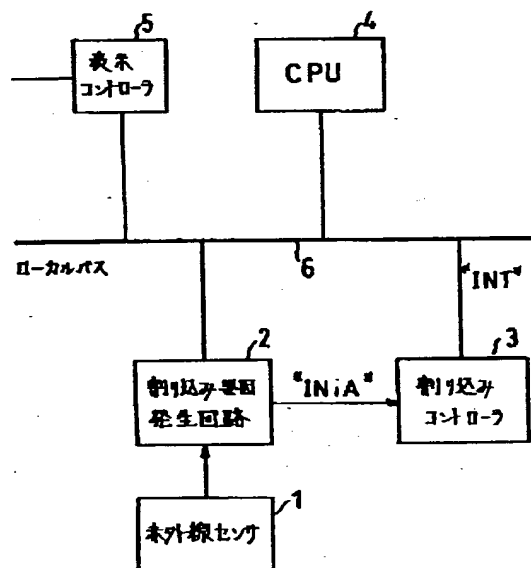 5
表示
コントローラ
4
CPU
ローカルバス
6
"INT"
2
割り込み要因
発生回路
"INiA"
3
割り込み
コントローラ
1
赤外線センサ